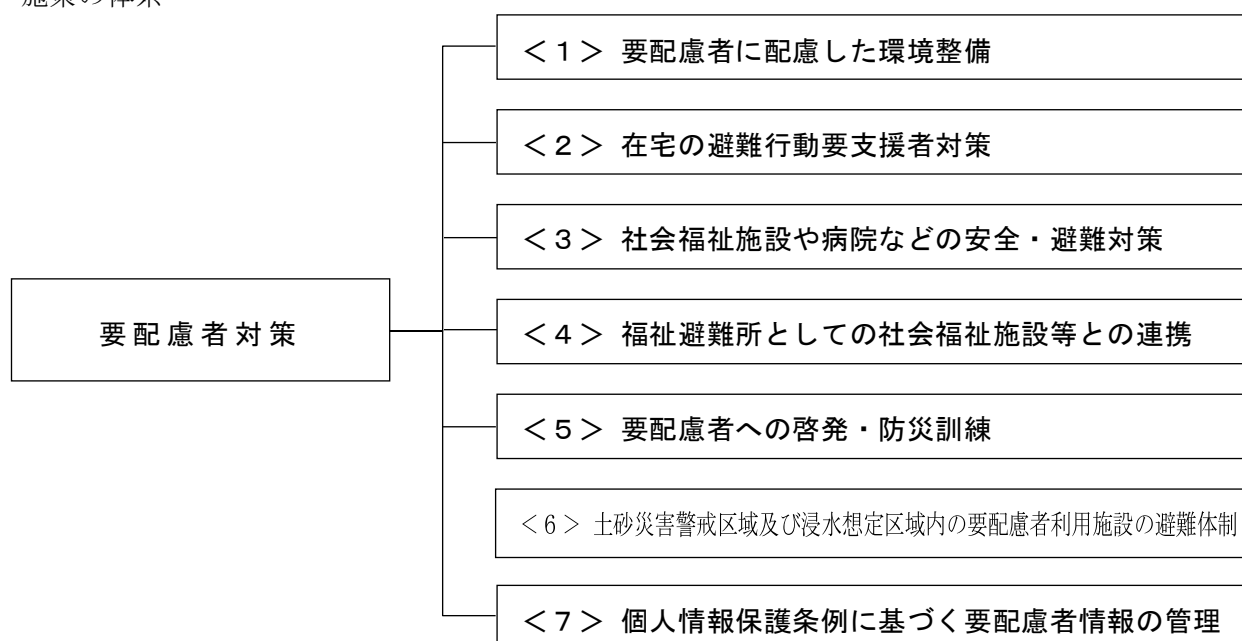 施策の体系
＜１＞ 要配慮者に配慮した環境整備
＜２＞ 在宅の避難行動要支援者対策
＜３＞ 社会福祉施設や病院などの安全・避難対策
要配慮者対策
＜４＞ 福祉避難所としての社会福祉施設等との連携
＜５＞ 要配慮者への啓発・防災訓練
＜６＞ 土砂災害警戒区域及び浸水想定区域内の要配慮者利用施設の避難体制
＜７＞ 個人情報保護条例に基づく要配慮者情報の管理